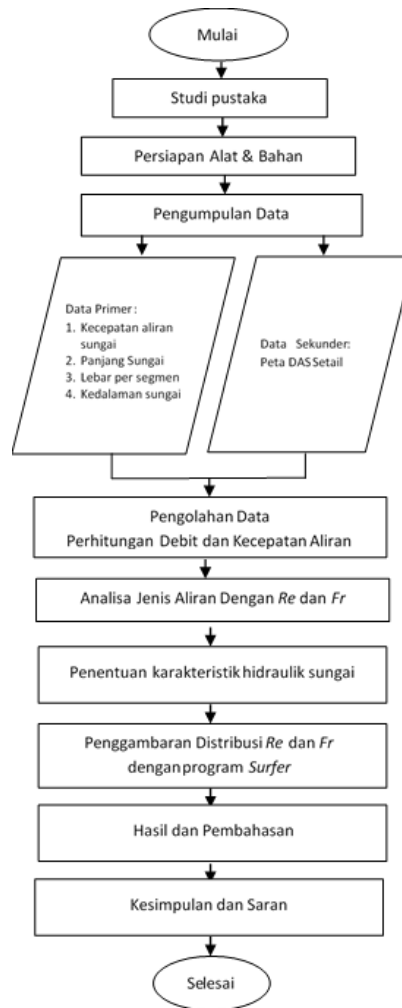 Mulai
Studi pustaka
Persiapan Alat & Bahan
Pengumpulan Data
Data Primer :
1. Kecepatan aliran
sungai
2. Panjang Sungai
3. Lebar per segmen
4. Kedalaman sungai
Data Sekunder:
Peta DAS Setail
Pengolahan Data
Perhitungan Debit dan Kecepatan Aliran
Analisa Jenis Aliran Dengan Re dan Fr
Penentuan karakteristik hidraulik sungai
Penggambaran Distribusi Re dan Fr
dengan program Surfer
Hasil dan Pembahasan
Kesimpulan dan Saran
Selesai